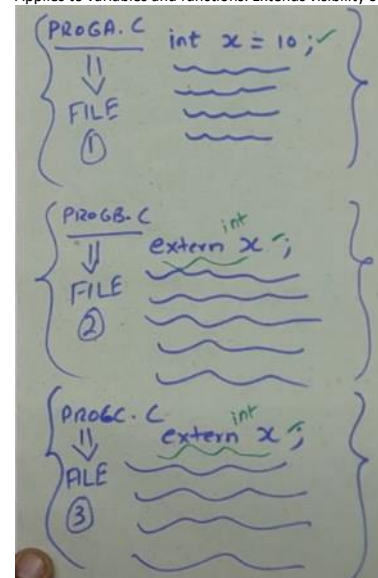 Applies to variables and functions. Extends visibility
PROGA.C int x = 10;
FILE
1
PROGB.C
extern int x;
FILE
2
PROGC.C
extern int x;
FILE
3